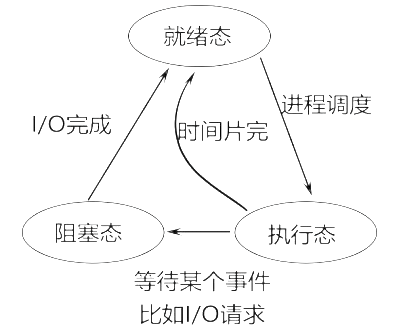 就绪态
进程调度
I/O完成
时间片完
阻塞态
执行态
等待某个事件
比如I/O请求